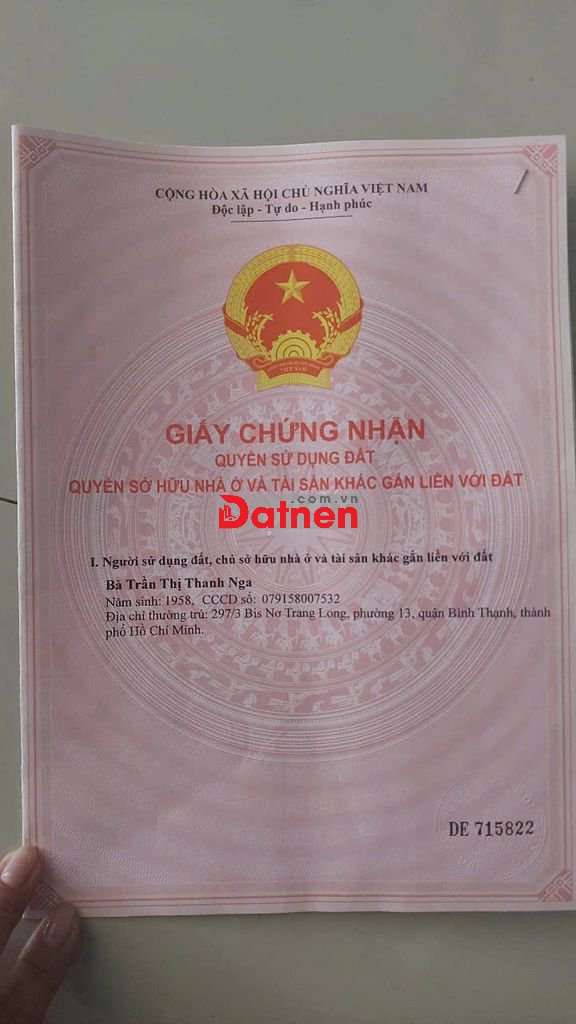 CỘNG HÒA XÃ HỘI CHỦ NGHĨA VIỆT NAM
Độc lập - Tự do - Hạnh phúc
VIỆT NAM
GIẤY CHỨNG NHẬN
QUYỀN SỬ DỤNG ĐẤT
QUYỀN SỞ HỮU NHÀ Ở VÀ TÀI SẢN KHÁC GẮN LIỀN VỚI ĐẤT
.com.vn
Datnen
I. Người sử dụng đất, chủ sở hữu nhà ở và tài sản khác gắn liền với đất
Bà Trần Thị Thanh Nga
Năm sinh: 1958, CCCD số: 079158007532
Địa chỉ thường trú: 297/3 Bis Nơ Trang Long, phường 13, quận Bình Thạnh, thành
phố Hồ Chí Minh.
DE 715822